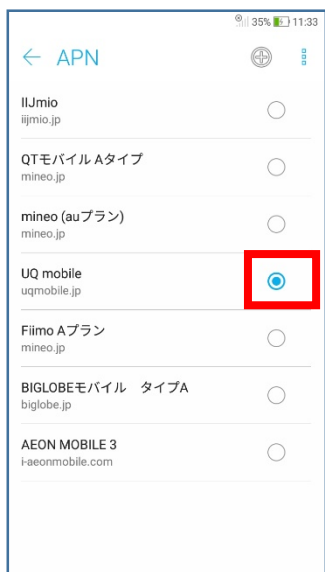 35% 11:33
← APN
IIJmio
iijmio.jp
QTモバイル Aタイプ
mineo.jp
mineo (auプラン)
mineo.jp
UQ mobile
uqmobile.jp
Fiimo Aプラン
mineo.jp
BIGLOBEモバイル　タイプA
biglobe.jp
AEON MOBILE 3
i-aeonmobile.com